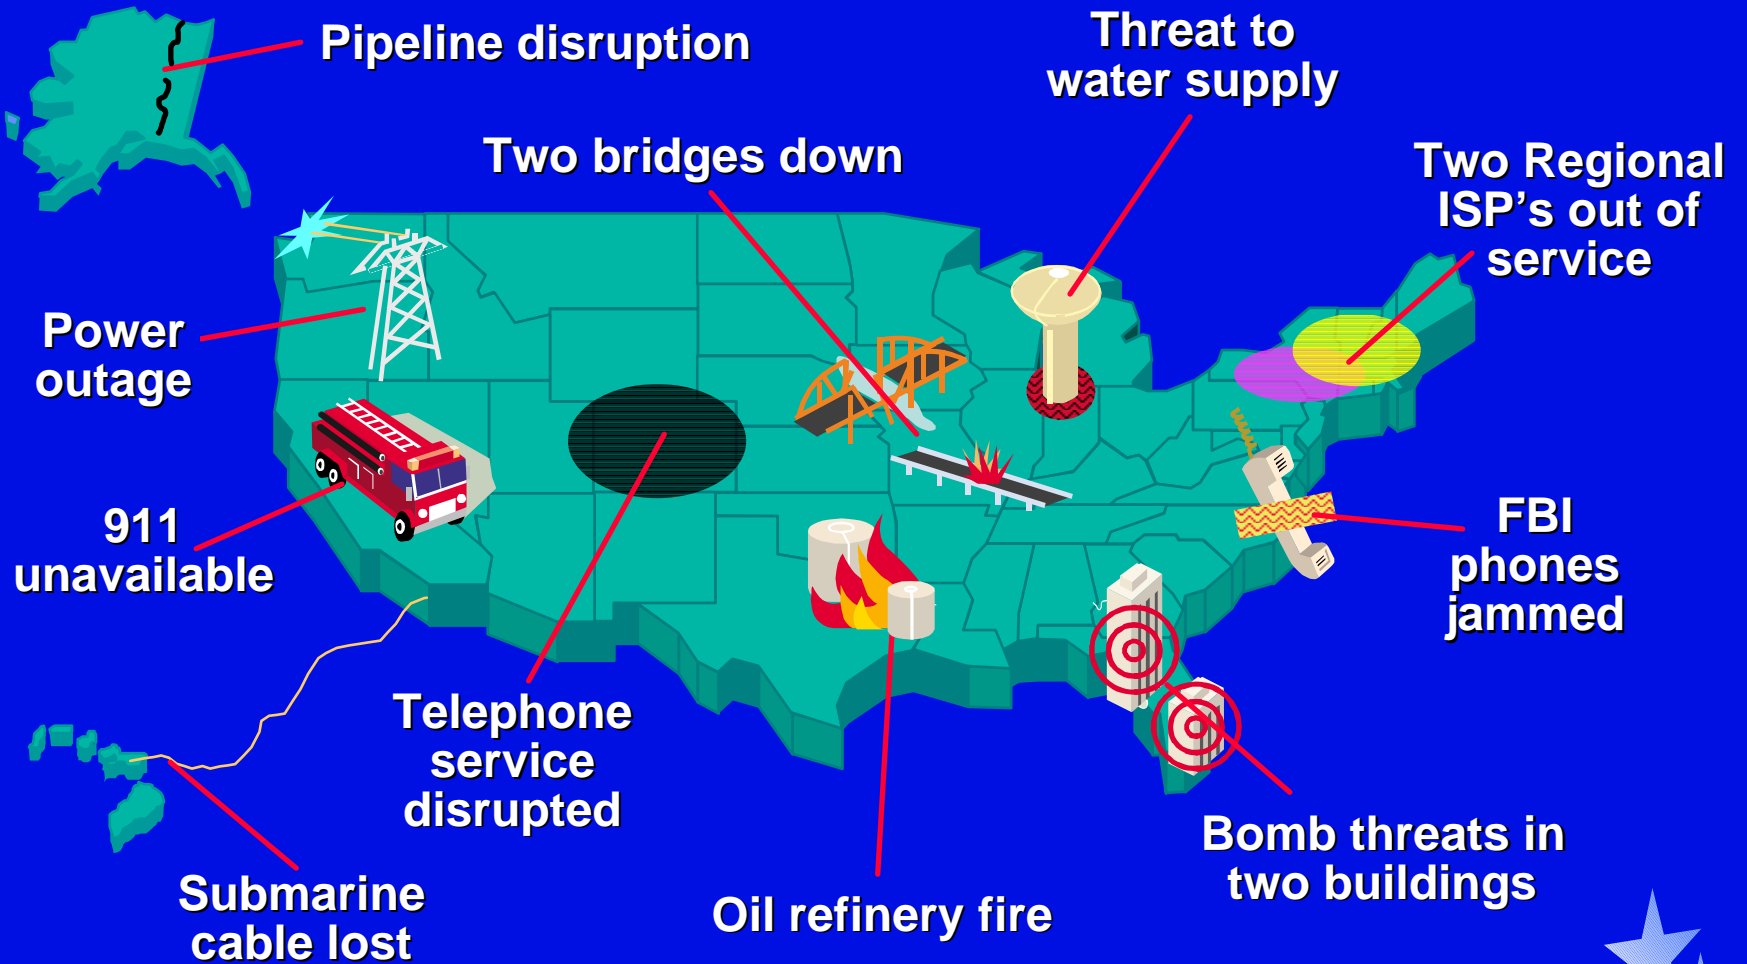 Pipeline disruption
Threat to
water supply
Two bridges down
Two Regional
ISP's out of
service
Power
outage
911
unavailable
FBI
phones
jammed
Telephone
service
disrupted
Bomb threats in
two buildings
Submarine
cable lost
Oil refinery fire